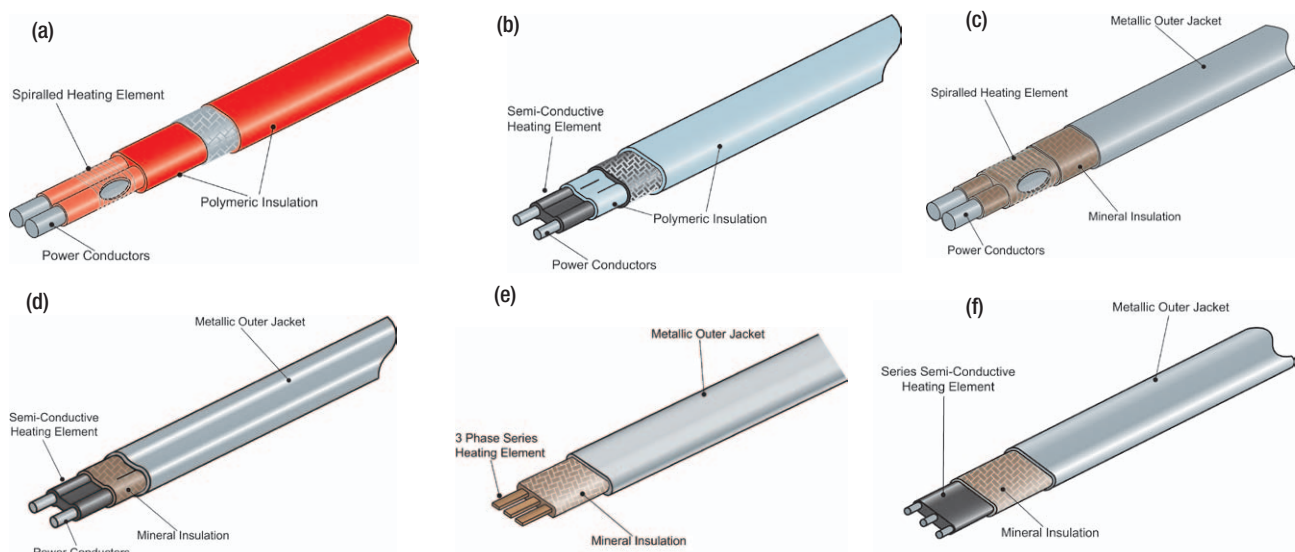 (a)
Spiralled Heating Element
Polymeric Insulation
Power Conductors
(b)
Semi-Conductive
Heating Element
Polymeric Insulation
Power Conductors
(c)
Metallic Outer Jacket
Spiralled Heating Element
Mineral Insulation
Power Conductors
(d)
Metallic Outer Jacket
Semi-Conductive
Heating Element
Mineral Insulation
Power Conductors
(e)
Metallic Outer Jacket
3 Phase Series
Heating Element
Mineral Insulation
(f)
Metallic Outer Jacket
Series Semi-Conductive
Heating Element
Mineral Insulation